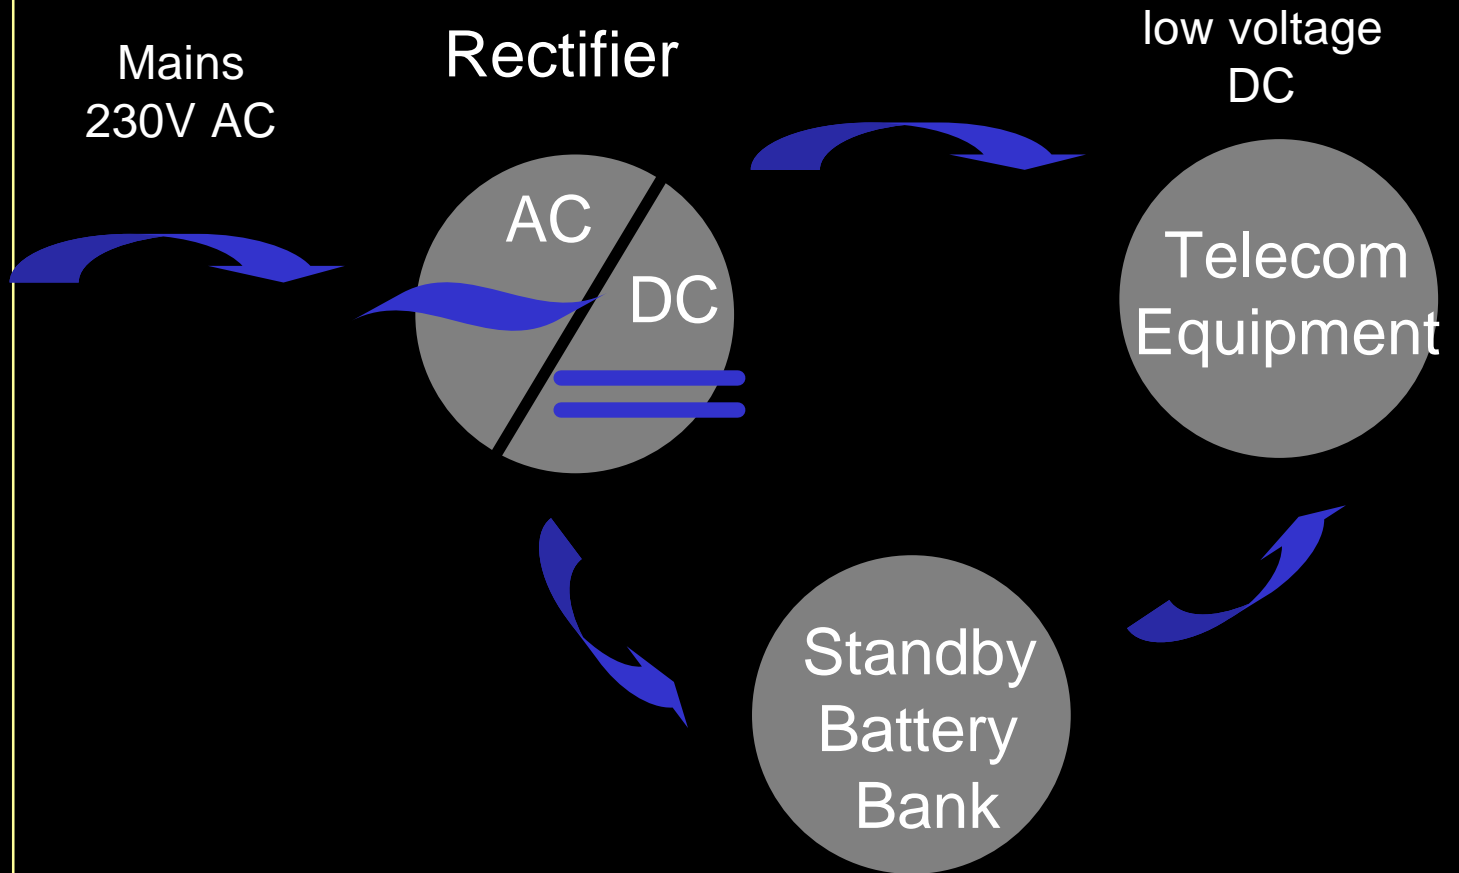 Mains
230V AC
Rectifier
low voltage
DC
AC
DC
Telecom
Equipment
Standby
Battery
Bank